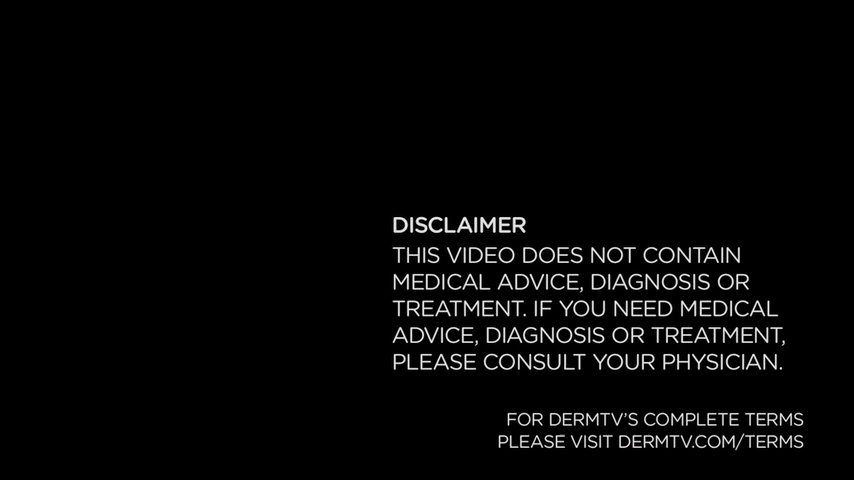 DISCLAIMER
THIS VIDEO DOES NOT CONTAIN
MEDICAL ADVICE, DIAGNOSIS OR
TREATMENT. IF YOU NEED MEDICAL
ADVICE, DIAGNOSIS OR TREATMENT,
PLEASE CONSULT YOUR PHYSICIAN.
FOR DERMTV'S COMPLETE TERMS
PLEASE VISIT DERMTV.COM/TERMS